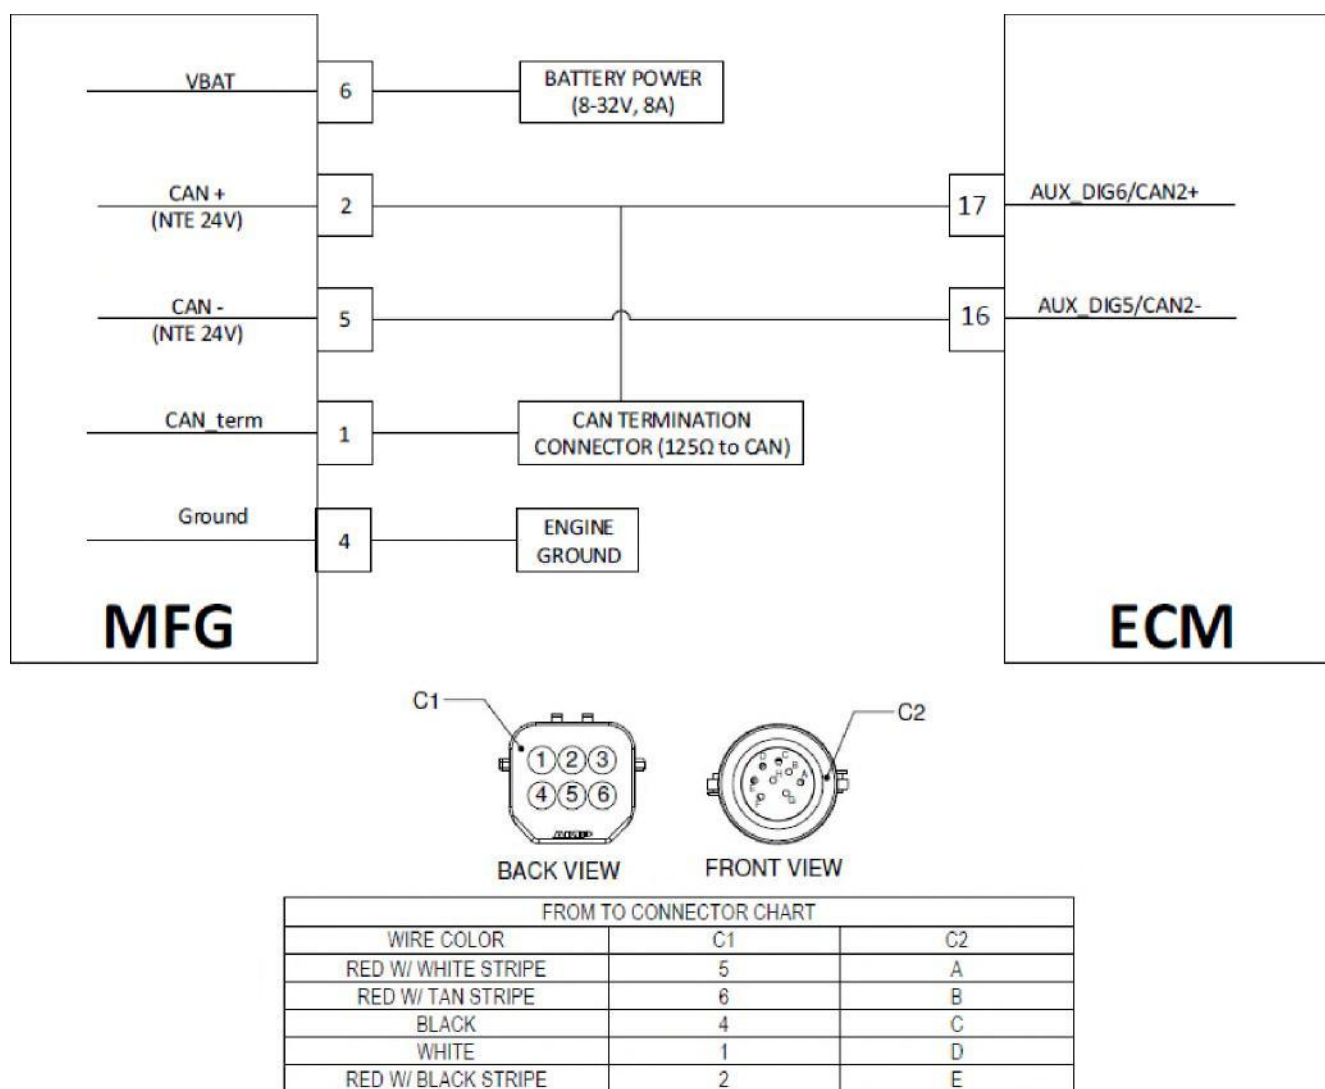 VBAT
6
BATTERY POWER
(8-32V, 8A)
CAN +
(NTE 24V)
2
17
AUX_DIG6/CAN2+
CAN -
(NTE 24V)
5
16
AUX_DIG5/CAN2-
CAN_term
1
CAN TERMINATION
CONNECTOR (125Ω to CAN)
Ground
4
ENGINE
GROUND
MFG
ECM
C1
C2
1 2 3
4 5 6
BACK VIEW
D C B A
E H
F G
FRONT VIEW
FROM TO CONNECTOR CHART
WIRE COLOR C1 C2
RED W/ WHITE STRIPE 5 A
RED W/ TAN STRIPE 6 B
BLACK 4 C
WHITE 1 D
RED W/ BLACK STRIPE 2 E